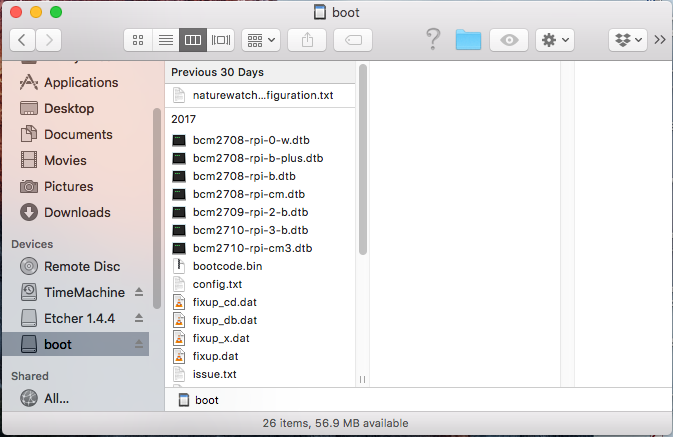 boot
Applications
Desktop
Documents
Movies
Pictures
Downloads
Devices
Remote Disc
TimeMachine
Etcher 1.4.4
boot
Shared
All...
Previous 30 Days
naturewatch...figuration.txt
2017
bcm2708-rpi-0-w.dtb
bcm2708-rpi-b-plus.dtb
bcm2708-rpi-b.dtb
bcm2708-rpi-cm.dtb
bcm2709-rpi-2-b.dtb
bcm2710-rpi-3-b.dtb
bcm2710-rpi-cm3.dtb
bootcode.bin
config.txt
fixup_cd.dat
fixup_db.dat
fixup_x.dat
fixup.dat
issue.txt
boot
26 items, 56.9 MB available